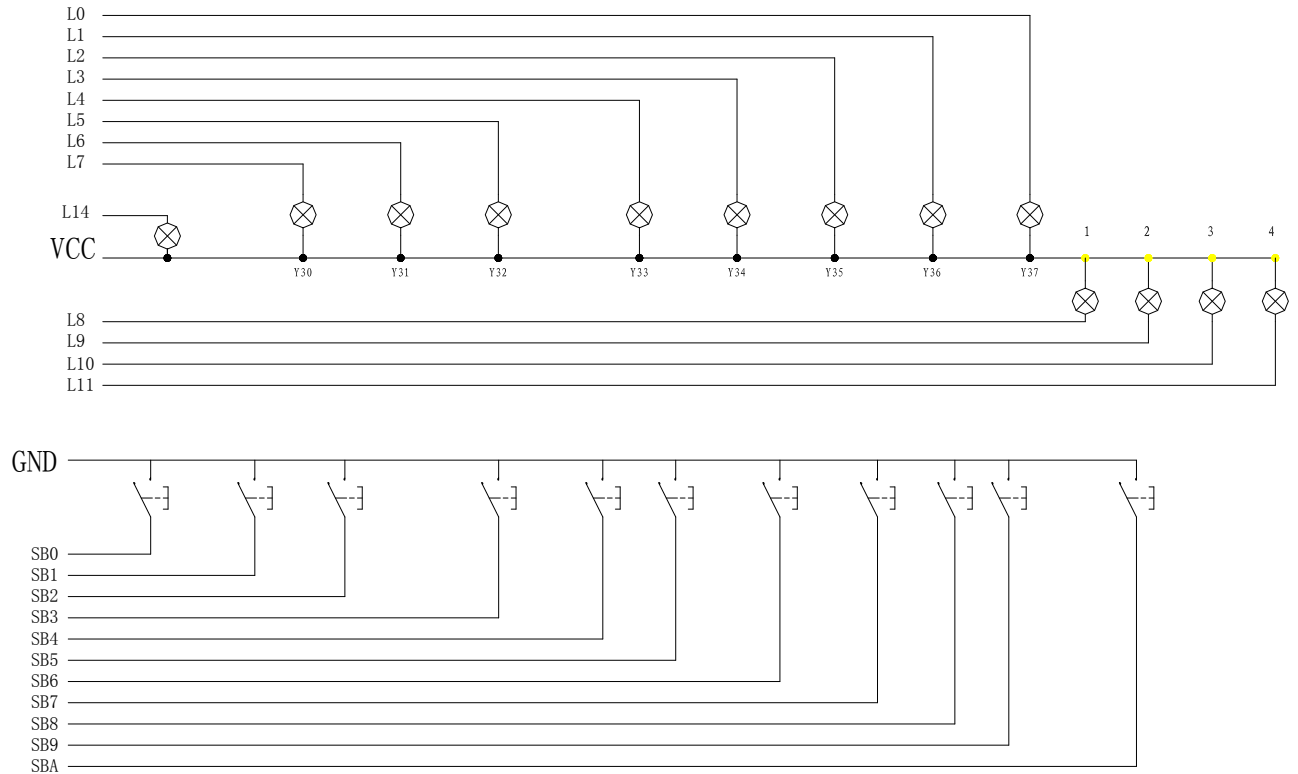 L0
L1
L2
L3
L4
L5
L6
L7
L14
VCC
1 2 3 4
Y30 Y31 Y32 Y33 Y34 Y35 Y36 Y37
L8
L9
L10
L11
GND
SB0
SB1
SB2
SB3
SB4
SB5
SB6
SB7
SB8
SB9
SBA